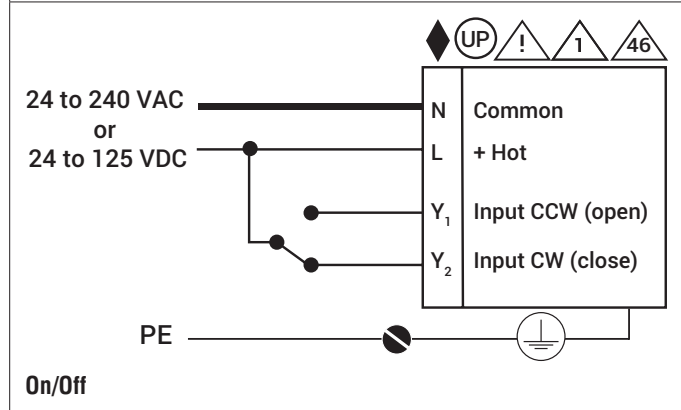 UP ! 1 46
24 to 240 VAC
or
24 to 125 VDC
N Common
L + Hot
Y1 Input CCW (open)
Y2 Input CW (close)
PE
On/Off